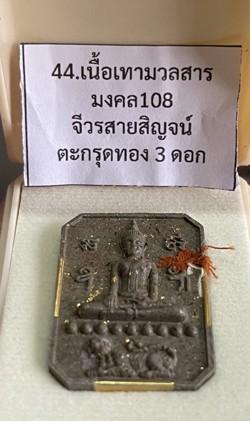 44.เนื้อเทามวลสาร
มงคล108
จีวรสายสิญจน์
ตะกรุดทอง 3 ดอก